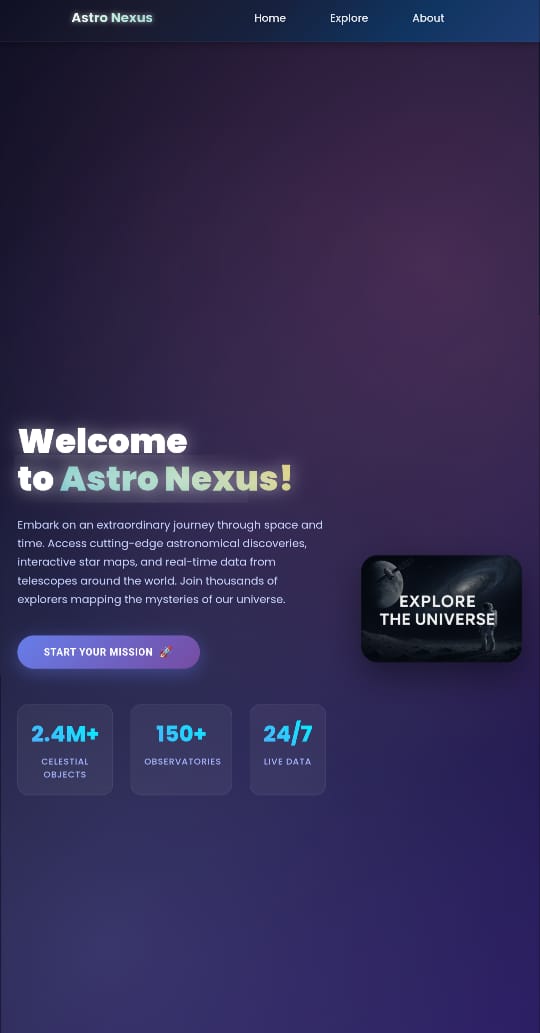 Astro Nexus
Home
Explore
About
Welcome
to Astro Nexus!
Embark on an extraordinary journey through space and
time. Access cutting-edge astronomical discoveries,
interactive star maps, and real-time data from
telescopes around the world. Join thousands of
explorers mapping the mysteries of our universe.
EXPLORE
THE UNIVERSE
START YOUR MISSION 🚀
2.4M+
CELESTIAL
OBJECTS
150+
OBSERVATORIES
24/7
LIVE DATA